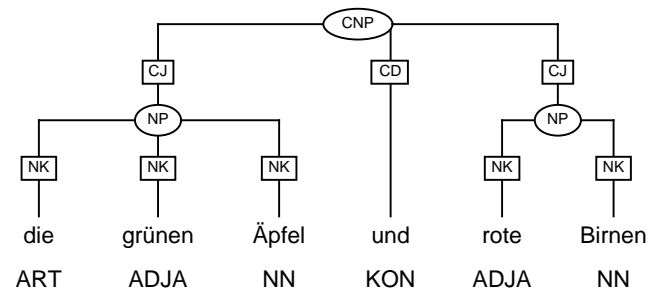 CNP
CJ CD CJ
NP NP
NK NK NK NK NK
die grünen Äpfel und rote Birnen
ART ADJA NN KON ADJA NN